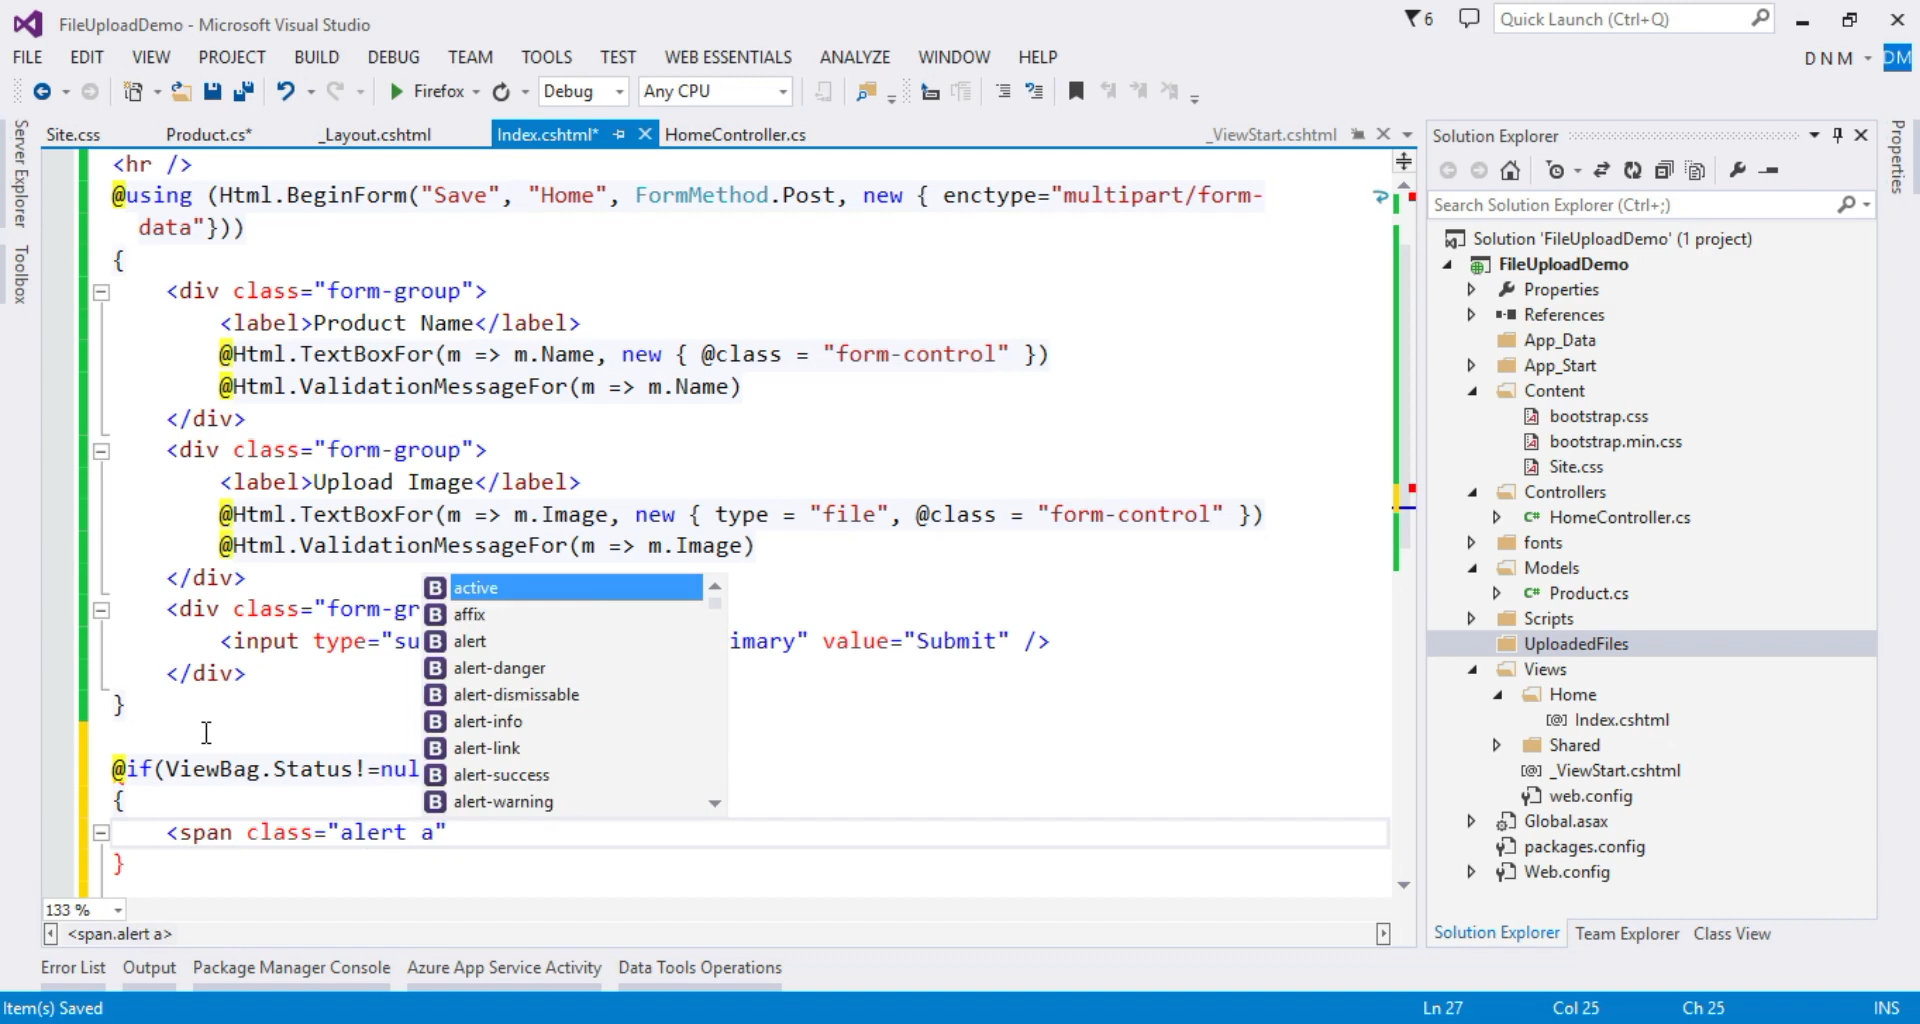 FileUploadDemo - Microsoft Visual Studio
6
Quick Launch (Ctrl+Q)
FILE EDIT VIEW PROJECT BUILD DEBUG TEAM TOOLS TEST WEB ESSENTIALS ANALYZE WINDOW HELP
D N M
DM
Firefox Debug Any CPU
Site.css Product.cs* _Layout.cshtml Index.cshtml* HomeController.cs _ViewStart.cshtml
Server Explorer
Toolbox
<hr />
@using (Html.BeginForm("Save", "Home", FormMethod.Post, new { enctype="multipart/form-
data"}))
{
<div class="form-group">
<label>Product Name</label>
@Html.TextBoxFor(m => m.Name, new { @class = "form-control" })
@Html.ValidationMessageFor(m => m.Name)
</div>
<div class="form-group">
<label>Upload Image</label>
@Html.TextBoxFor(m => m.Image, new { type = "file", @class = "form-control" })
@Html.ValidationMessageFor(m => m.Image)
</div>
<div class="form-gr
<input type="su imary" value="Submit" />
</div>
}
@if(ViewBag.Status!=nul
{
<span class="alert a"
}
active
affix
alert
alert-danger
alert-dismissable
alert-info
alert-link
alert-success
alert-warning
133 %
<span.alert a>
Solution Explorer
Search Solution Explorer (Ctrl+;)
Solution 'FileUploadDemo' (1 project)
FileUploadDemo
Properties
References
App_Data
App_Start
Content
bootstrap.css
bootstrap.min.css
Site.css
Controllers
C# HomeController.cs
fonts
Models
C# Product.cs
Scripts
UploadedFiles
Views
Home
[@] Index.cshtml
Shared
[@] _ViewStart.cshtml
web.config
Global.asax
packages.config
Web.config
Solution Explorer Team Explorer Class View
Properties
Error List Output Package Manager Console Azure App Service Activity Data Tools Operations
Item(s) Saved Ln 27 Col 25 Ch 25 INS